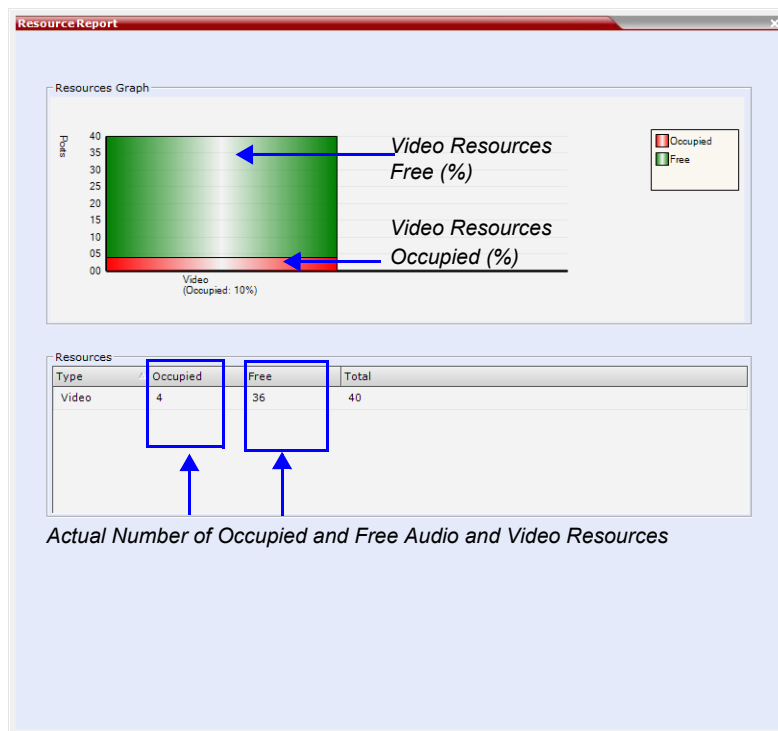 Resource Report
Resources Graph
Ports
40
35
30
25
20
15
10
05
00
Video Resources
Free (%)
Video Resources
Occupied (%)
Video
(Occupied: 10%)
Occupied
Free
Resources
Type Occupied Free Total
Video 4 36 40
Actual Number of Occupied and Free Audio and Video Resources